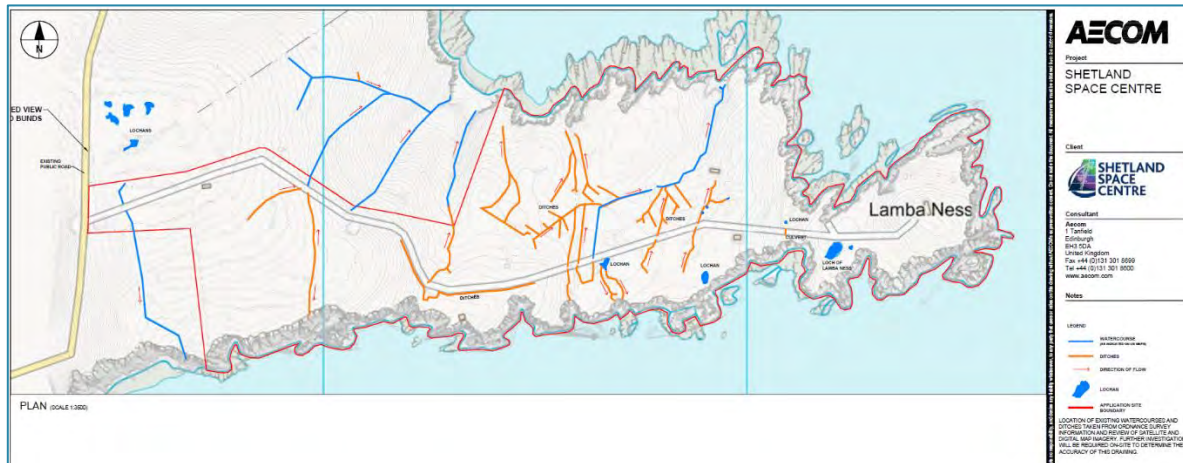 N
ED VIEW
D BUNDS
LOCHANS
EXISTING
PUBLIC ROAD
DITCHES
DITCHES
DITCHES
LOCHAN
LOCHAN
LOCHAN
CULVERT
LOCH OF
LAMBA NESS
Lamba Ness
PLAN (SCALE 1:3500)
AECOM
Project
SHETLAND
SPACE CENTRE
Client
SHETLAND
SPACE
CENTRE
Consultant
Aecom
1 Tanfield
Edinburgh
EH3 5DA
United Kingdom
Fax +44 (0)131 301 8699
Tel +44 (0)131 301 8600
www.aecom.com
Notes
LEGEND
WATERCOURSE
DITCHES
DIRECTION OF FLOW
LOCHAN
APPLICATION SITE
BOUNDARY
LOCATION OF EXISTING WATERCOURSES AND
DITCHES TAKEN FROM ORDNANCE SURVEY
INFORMATION AND REVIEW OF SATELLITE AND
DIGITAL MAP IMAGERY. FURTHER INVESTIGATION
WILL BE REQUIRED ON-SITE TO DETERMINE THE
ACCURACY OF THIS DRAWING.